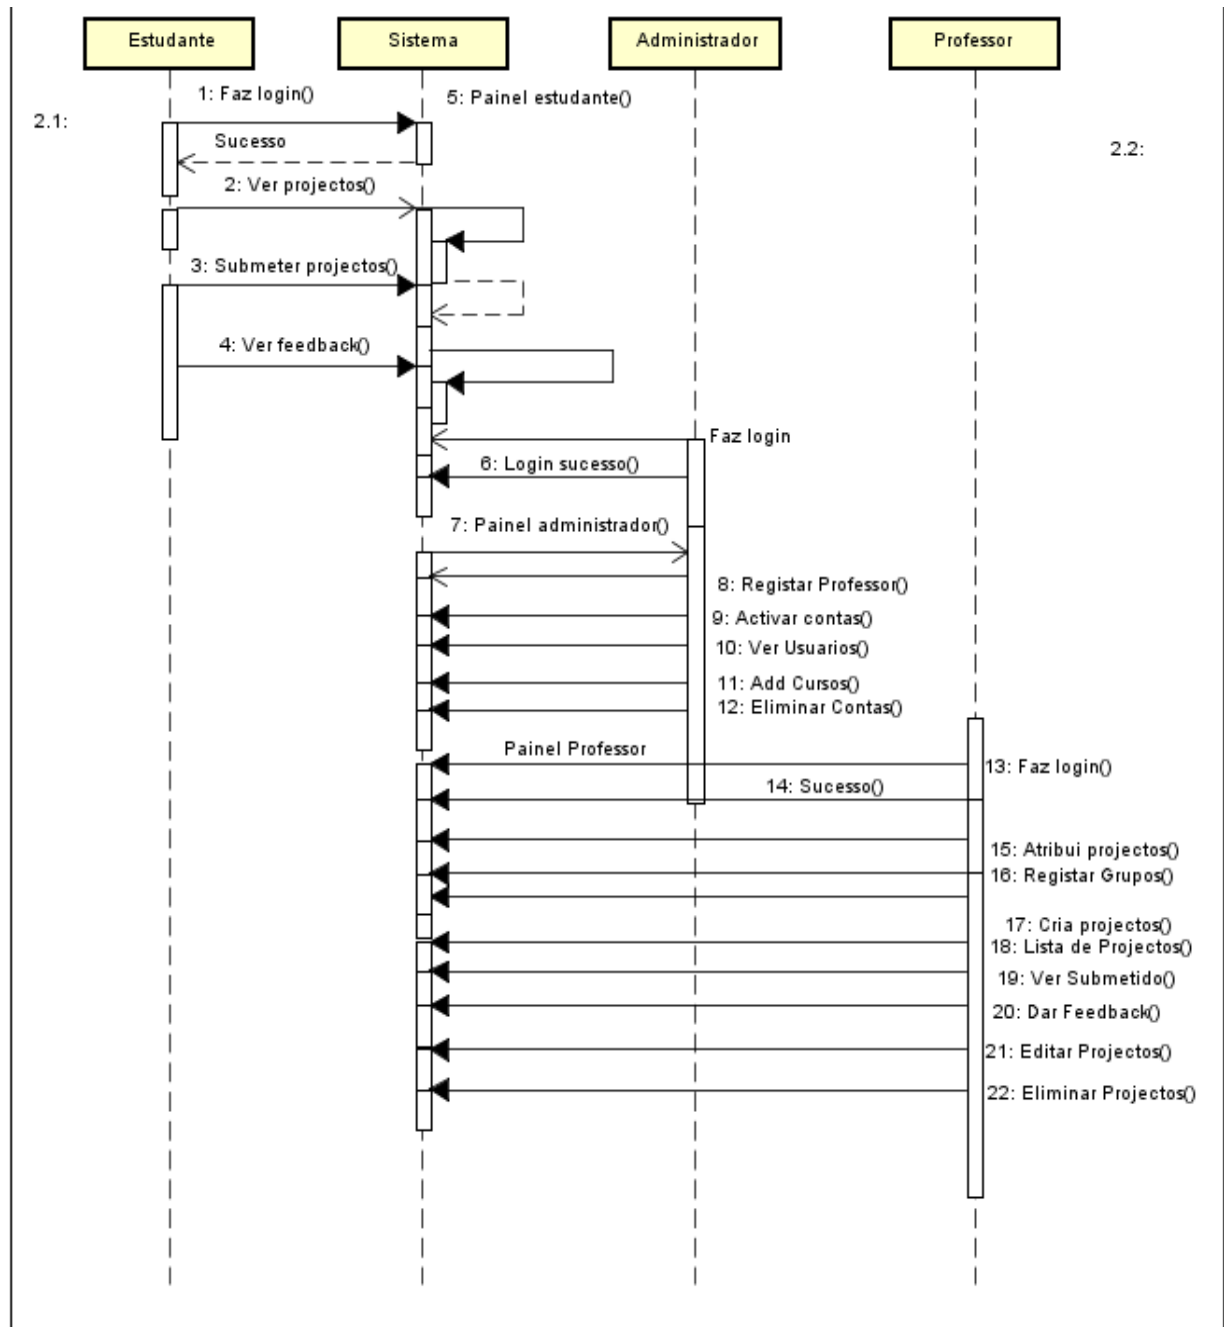 Estudante
Sistema
Administrador
Professor
1: Faz login()
5: Painel estudante()
2.1:
Sucesso
2.2:
2: Ver projectos()
3: Submeter projectos()
4: Ver feedback()
Faz login
6: Login sucesso()
7: Painel administrador()
8: Registar Professor()
9: Activar contas()
10: Ver Usuarios()
11: Add Cursos()
12: Eliminar Contas()
Painel Professor
13: Faz login()
14: Sucesso()
15: Atribui projectos()
16: Registar Grupos()
17: Cria projectos()
18: Lista de Projectos()
19: Ver Submetido()
20: Dar Feedback()
21: Editar Projectos()
22: Eliminar Projectos()